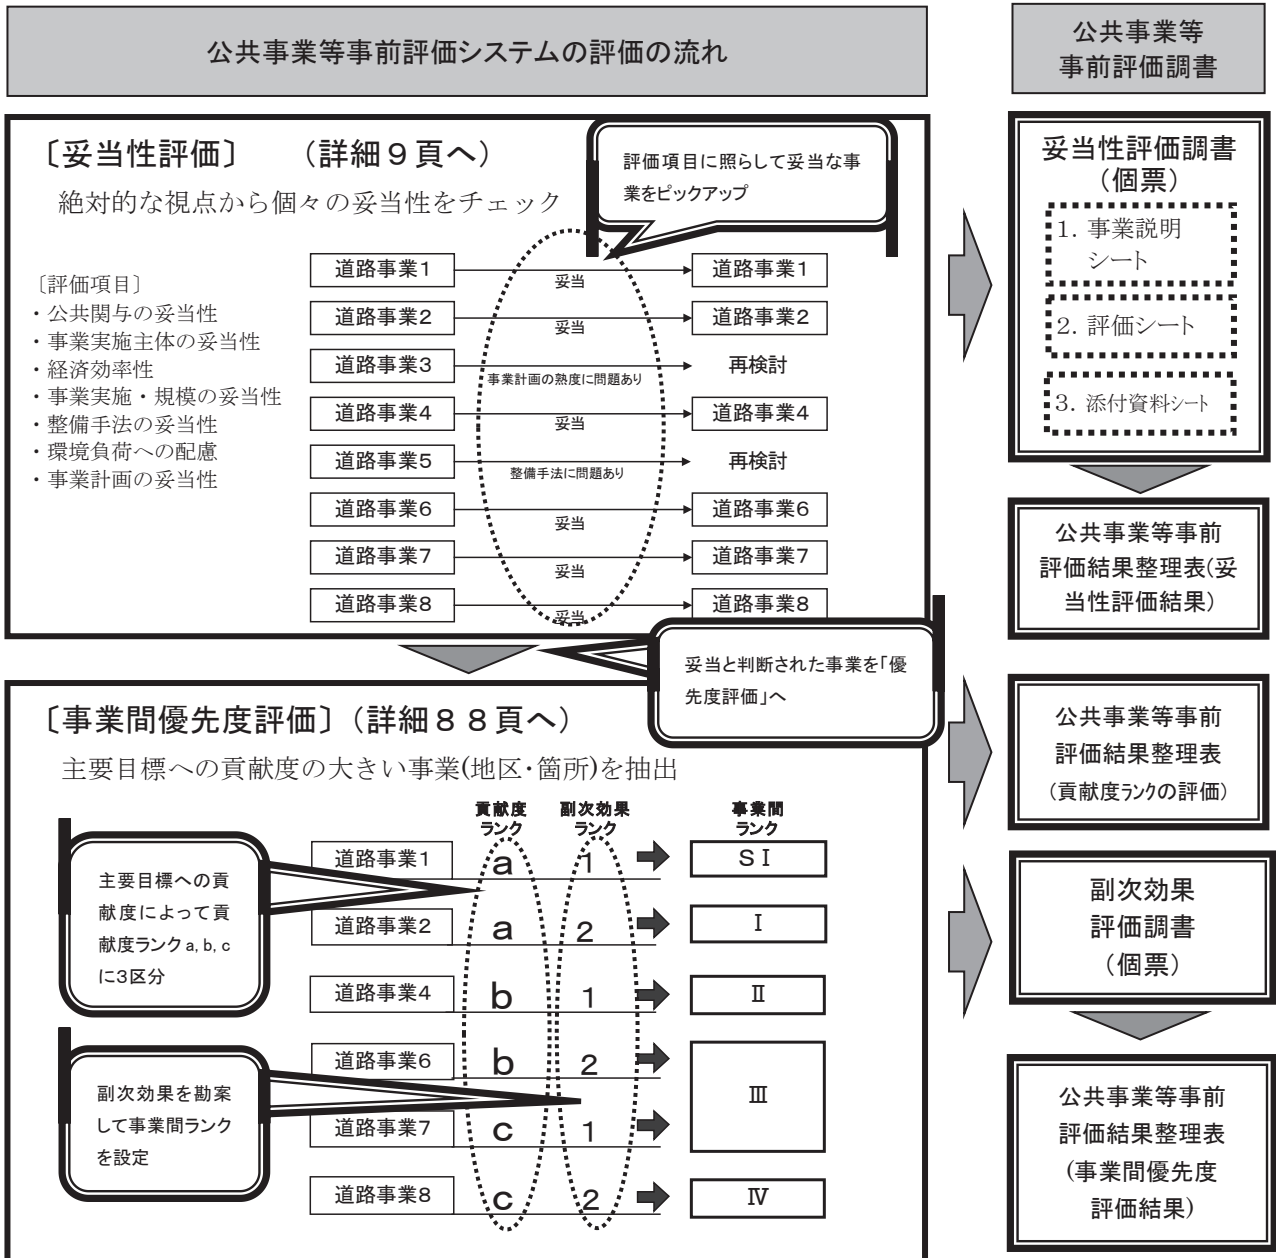 公共事業等事前評価システムの評価の流れ
公共事業等
事前評価調書
〔妥当性評価〕 （詳細９頁へ）
絶対的な視点から個々の妥当性をチェック
評価項目に照らして妥当な事
業をピックアップ
〔評価項目〕
・公共関与の妥当性
・事業実施主体の妥当性
・経済効率性
・事業実施・規模の妥当性
・整備手法の妥当性
・環境負荷への配慮
・事業計画の妥当性
道路事業1 妥当 道路事業1
道路事業2 妥当 道路事業2
道路事業3 事業計画の熟度に問題あり 再検討
道路事業4 妥当 道路事業4
道路事業5 整備手法に問題あり 再検討
道路事業6 妥当 道路事業6
道路事業7 妥当 道路事業7
道路事業8 妥当 道路事業8
妥当と判断された事業を「優
先度評価」へ
妥当性評価調書
（個票）
1. 事業説明
シート
2. 評価シート
3. 添付資料シート
公共事業等事前
評価結果整理表(妥
当性評価結果)
〔事業間優先度評価〕（詳細８８頁へ）
主要目標への貢献度の大きい事業(地区・箇所)を抽出
貢献度
ランク
副次効果
ランク
事業間
ランク
主要目標への貢
献度によって貢
献度ランクa, b, c
に3区分
副次効果を勘案
して事業間ランク
を設定
道路事業1 a 1 SⅠ
道路事業2 a 2 Ⅰ
道路事業4 b 1 Ⅱ
道路事業6 b 2
Ⅲ
道路事業7 c 1
道路事業8 c 2 Ⅳ
公共事業等事前
評価結果整理表
(貢献度ﾗﾝｸの評価)
副次効果
評価調書
（個票）
公共事業等事前
評価結果整理表
(事業間優先度
評価結果)